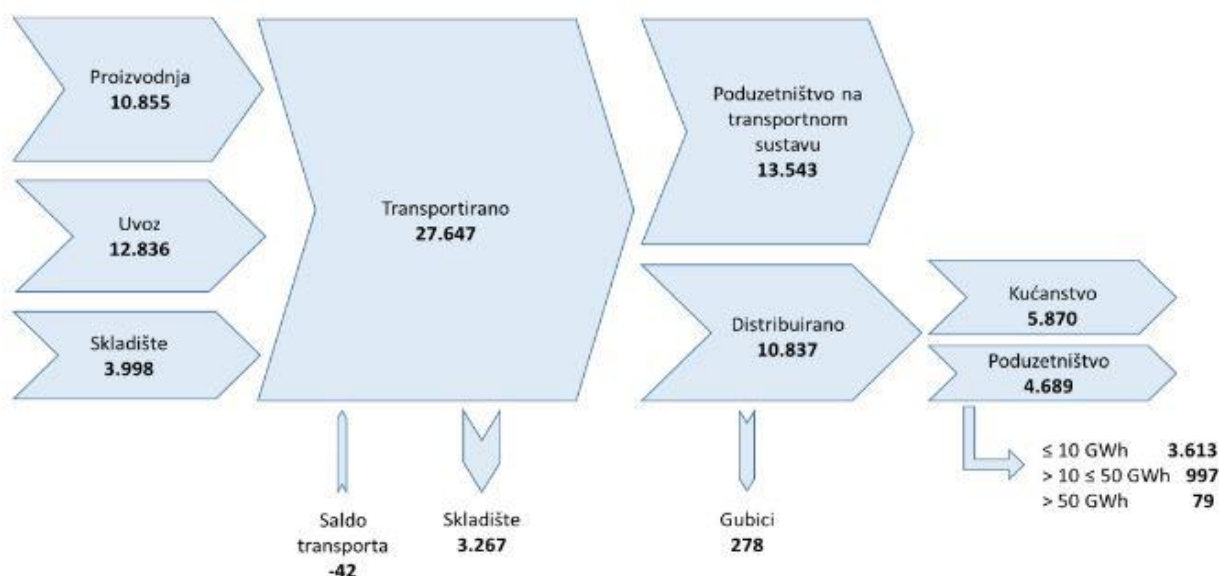 Proizvodnja
10.855
Uvoz
12.836
Skladište
3.998
Transportirano
27.647
Poduzetništvo na
transportnom
sustavu
13.543
Distribuirano
10.837
Kućanstvo
5.870
Poduzetništvo
4.689
≤ 10 GWh 3.613
> 10 ≤ 50 GWh 997
> 50 GWh 79
Saldo
transporta
-42
Skladište
3.267
Gubici
278